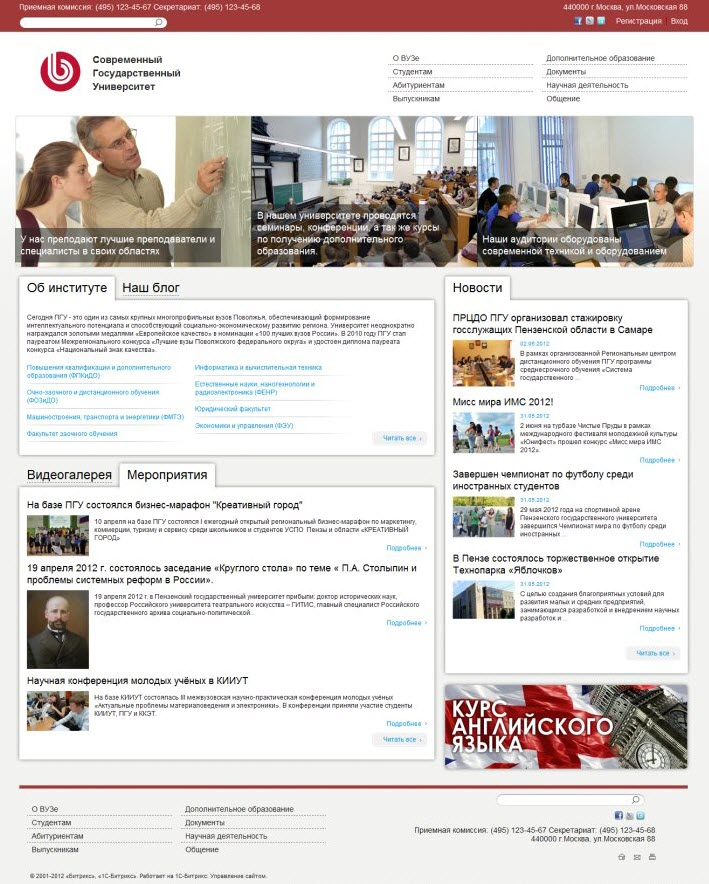 Приемная комиссия: (495) 123-45-67 Секретариат: (495) 123-45-68
440000 г.Москва, ул.Московская 88
Регистрация Вход
Современный
Государственный
Университет
О ВУЗе
Студентам
Абитуриентам
Выпускникам
Дополнительное образование
Документы
Научная деятельность
Общение
У нас преподают лучшие преподаватели и
специалисты в своих областях
В нашем университете проводится
семинары, конференции, а так же курсы
по получению дополнительного
образования.
Наши аудитории оборудованы
современной техникой и оборудованием
Об институте Наш блог
Сегодня ПГУ - это один из самых крупных многопрофильных вузов Поволжья, обеспечивающий формирование
интеллектуального потенциала и способствующий социально-экономическому развитию региона. Университет неоднократно
награждался золотыми медалями «Европейское качество» в номинации «100 лучших вузов России». В 2010 году ПГУ стал
лауреатом Межрегионального конкурса «Лучшие вузы Поволжского федерального округа» и удостоен диплома лауреата
конкурса «Национальный знак качества».
Повышения квалификации и дополнительного
образования (ФПКиДО)
Очно-заочного и дистанционного обучения
(ФОЗиДО)
Машиностроения, транспорта и энергетики (ФМТЭ)
Факультет заочного обучения
Информатика и вычислительная техника
Естественные науки, нанотехнологии и
радиоэлектроника (ФЕНР)
Юридический факультет
Экономики и управления (ФЭУ)
Читать все ›
Видеогалерея Мероприятия
На базе ПГУ состоялся бизнес-марафон "Креативный город"
10 апреля на базе ПГУ состоялся I ежегодный открытый региональный бизнес-марафон по маркетингу,
коммерции, туризму и сервису среди школьников и студентов УСПО Пензы и области «КРЕАТИВНЫЙ
ГОРОД»
Подробнее ›
19 апреля 2012 г. состоялось заседание «Круглого стола» по теме « П.А. Столыпин и
проблемы системных реформ в России».
19 апреля 2012 г. в Пензенский государственный университет прибыли: доктор исторических наук,
профессор Российского университета театрального искусства – ГИТИС, главный специалист Российского
государственного архива социально-политической...
Подробнее ›
Научная конференция молодых учёных в КИИУТ
На базе КИИУТ состоялась III межвузовская научно-практическая конференция молодых учёных
«Актуальные проблемы материаловедения и электроники». В конференции приняли участие студенты
КИИУТ, ПГУ и ККЭТ.
Подробнее ›
Читать все ›
Новости
ПРЦДО ПГУ организовал стажировку
госслужащих Пензенской области в Самаре
02.05.2012
В рамках организованной Региональным центром
дистанционного обучения ПГУ программы
среднесрочного обучения «Система
государственного...
Подробнее ›
Мисс мира ИМС 2012!
31.05.2012
2 июня на турбазе Чистые Пруды в рамках
международного фестиваля молодежной культуры
«Юнифест» прошел конкурс «Мисс мира ИМС
2012».
Подробнее ›
Завершен чемпионат по футболу среди
иностранных студентов
31.05.2012
29 мая 2012 года на спортивной арене
Пензенского государственного университета
завершился Чемпионат мира по футболу среди
иностранных ...
Подробнее ›
В Пензе состоялось торжественное открытие
Технопарка «Яблочков»
31.05.2012
С целью создания благоприятных условий для
развития малых и средних предприятий,
занимающихся разработкой и внедрением научных
разработок и ...
Подробнее ›
Читать все ›
КУРС
АНГЛИЙСКОГО
ЯЗЫКА
О ВУЗе
Студентам
Абитуриентам
Выпускникам
Дополнительное образование
Документы
Научная деятельность
Общение
Приемная комиссия: (495) 123-45-67 Секретариат: (495) 123-45-68
440000 г.Москва, ул.Московская 88
© 2001-2012 «Битрикс», «1С-Битрикс». Работает на 1С-Битрикс: Управление сайтом.